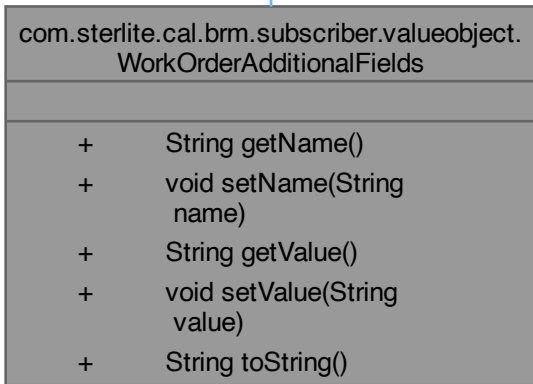 com.sterlite.cal.brm.subscriber.valueobject.
WorkOrderAdditionalFields
+ String getName()
+ void setName(String
name)
+ String getValue()
+ void setValue(String
value)
+ String toString()